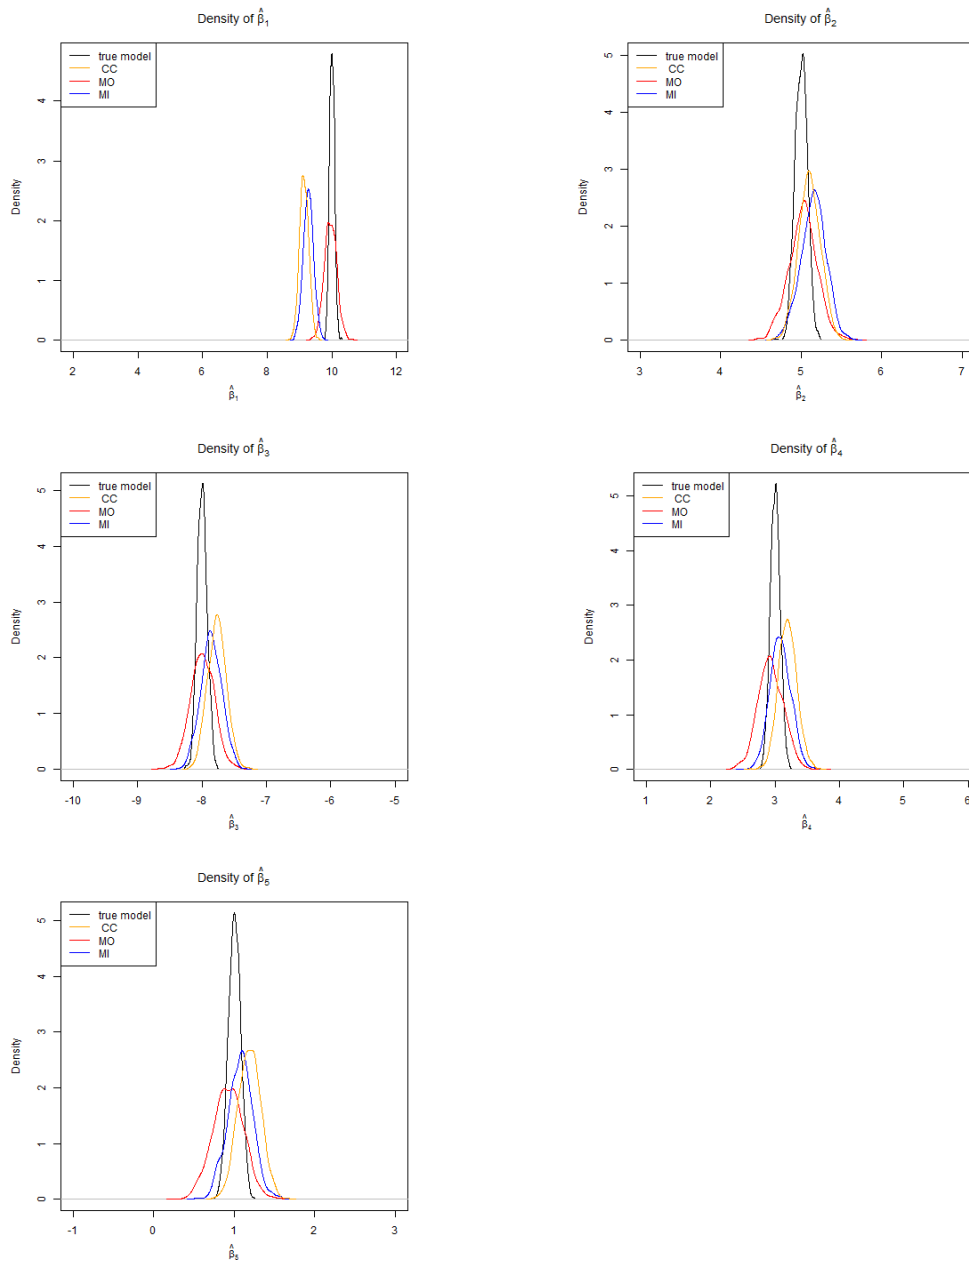 Density of β̂₁
true model
CC
MO
MI
Density
0 1 2 3 4
2 4 6 8 10 12
β̂₁
Density of β̂₂
true model
CC
MO
MI
Density
0 1 2 3 4 5
3 4 5 6 7
β̂₂
Density of β̂₃
true model
CC
MO
MI
Density
0 1 2 3 4 5
-10 -9 -8 -7 -6 -5
β̂₃
Density of β̂₄
true model
CC
MO
MI
Density
0 1 2 3 4 5
1 2 3 4 5 6
β̂₄
Density of β̂₅
true model
CC
MO
MI
Density
0 1 2 3 4 5
-1 0 1 2 3
β̂₅